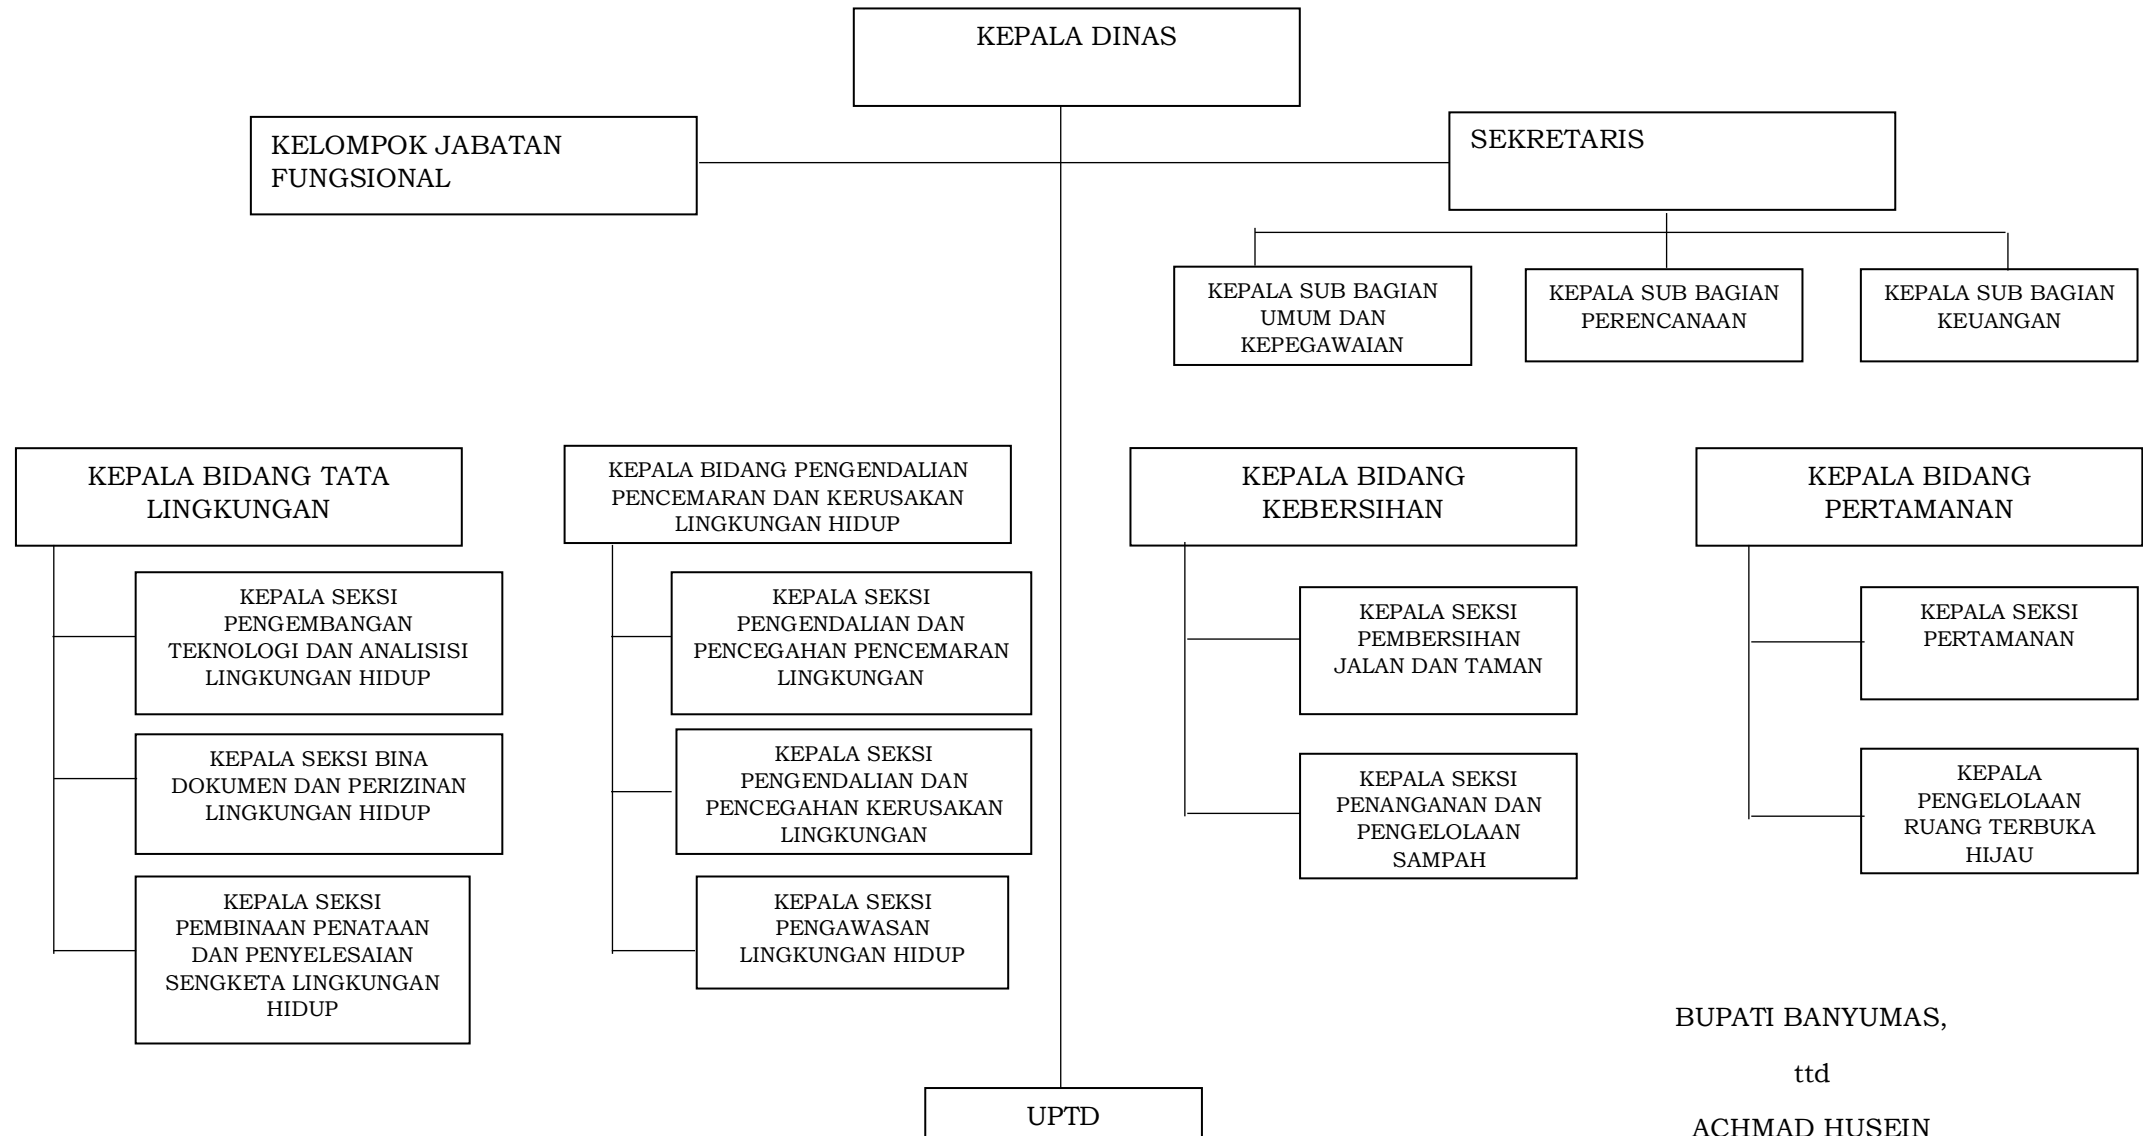 KEPALA DINAS
KELOMPOK JABATAN
FUNGSIONAL
SEKRETARIS
KEPALA SUB BAGIAN
UMUM DAN
KEPEGAWAIAN
KEPALA SUB BAGIAN
PERENCANAAN
KEPALA SUB BAGIAN
KEUANGAN
KEPALA BIDANG TATA
LINGKUNGAN
KEPALA BIDANG PENGENDALIAN
PENCEMARAN DAN KERUSAKAN
LINGKUNGAN HIDUP
KEPALA BIDANG
KEBERSIHAN
KEPALA BIDANG
PERTAMANAN
KEPALA SEKSI
PENGEMBANGAN
TEKNOLOGI DAN ANALISISI
LINGKUNGAN HIDUP
KEPALA SEKSI BINA
DOKUMEN DAN PERIZINAN
LINGKUNGAN HIDUP
KEPALA SEKSI
PEMBINAAN PENATAAN
DAN PENYELESAIAN
SENGKETA LINGKUNGAN
HIDUP
KEPALA SEKSI
PENGENDALIAN DAN
PENCEGAHAN PENCEMARAN
LINGKUNGAN
KEPALA SEKSI
PENGENDALIAN DAN
PENCEGAHAN KERUSAKAN
LINGKUNGAN
KEPALA SEKSI
PENGAWASAN
LINGKUNGAN HIDUP
KEPALA SEKSI
PEMBERSIHAN
JALAN DAN TAMAN
KEPALA SEKSI
PENANGANAN DAN
PENGELOLAAN
SAMPAH
KEPALA SEKSI
PERTAMANAN
KEPALA
PENGELOLAAN
RUANG TERBUKA
HIJAU
UPTD
BUPATI BANYUMAS,
ttd
ACHMAD HUSEIN